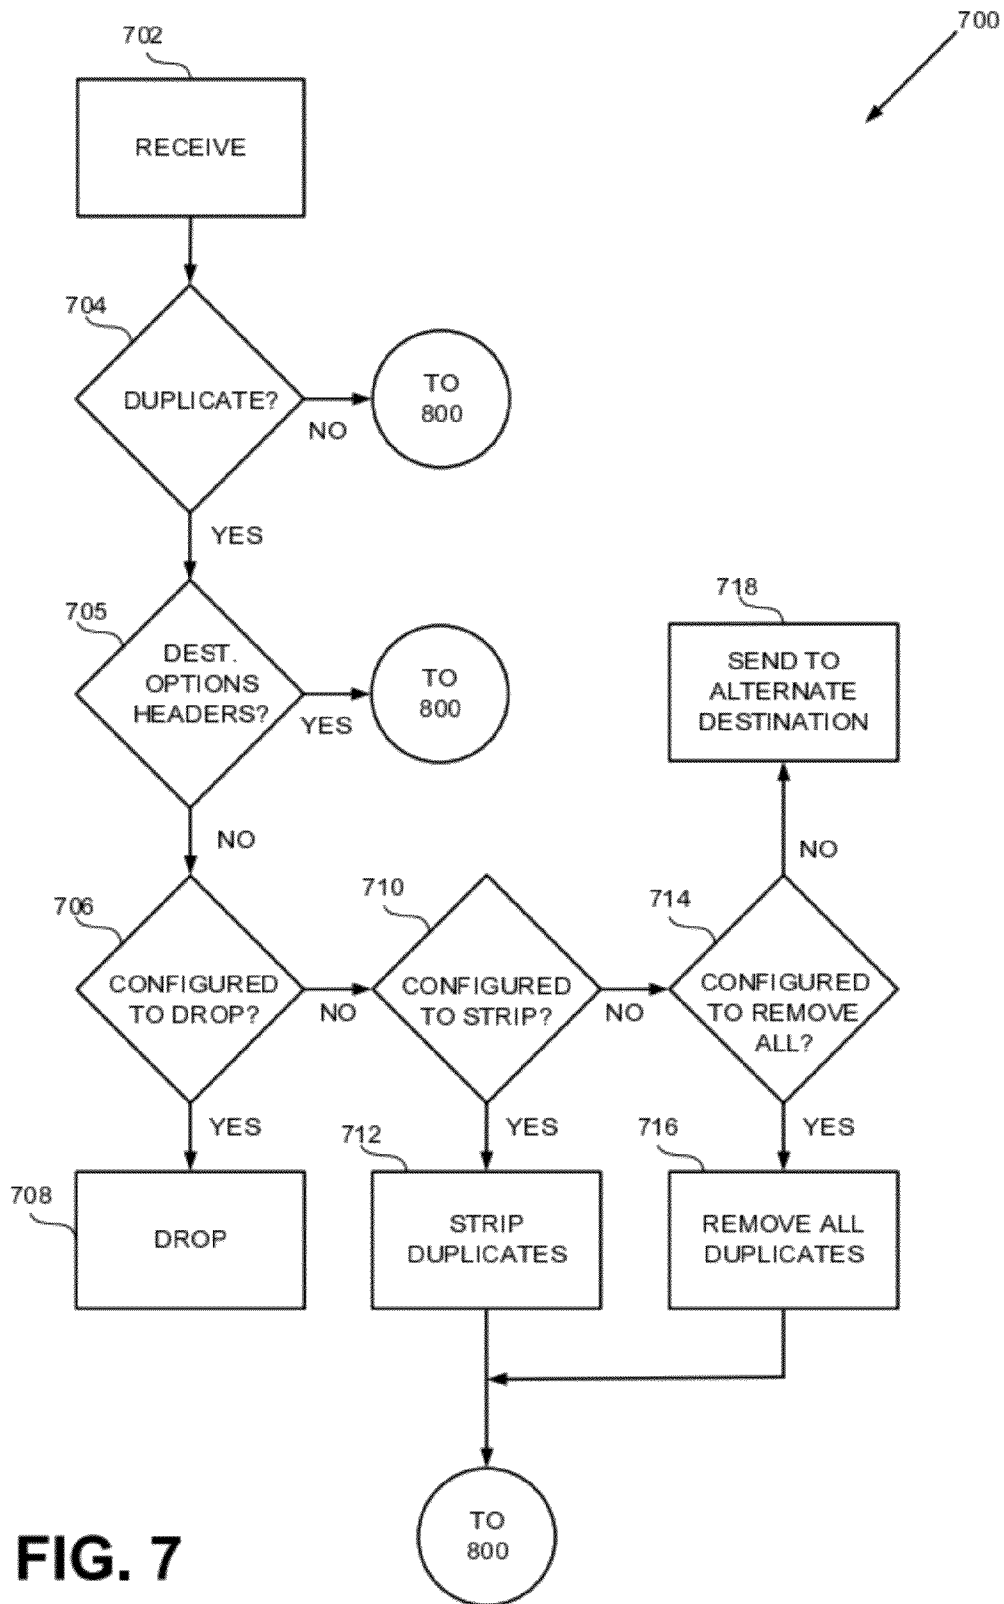 700
702
RECEIVE
704
DUPLICATE?
NO
TO
800
YES
705
DEST.
OPTIONS
HEADERS?
YES
TO
800
NO
718
SEND TO
ALTERNATE
DESTINATION
NO
706
CONFIGURED
TO DROP?
NO
710
CONFIGURED
TO STRIP?
NO
714
CONFIGURED
TO REMOVE
ALL?
YES
YES
YES
708
DROP
712
STRIP
DUPLICATES
716
REMOVE ALL
DUPLICATES
TO
800
FIG. 7